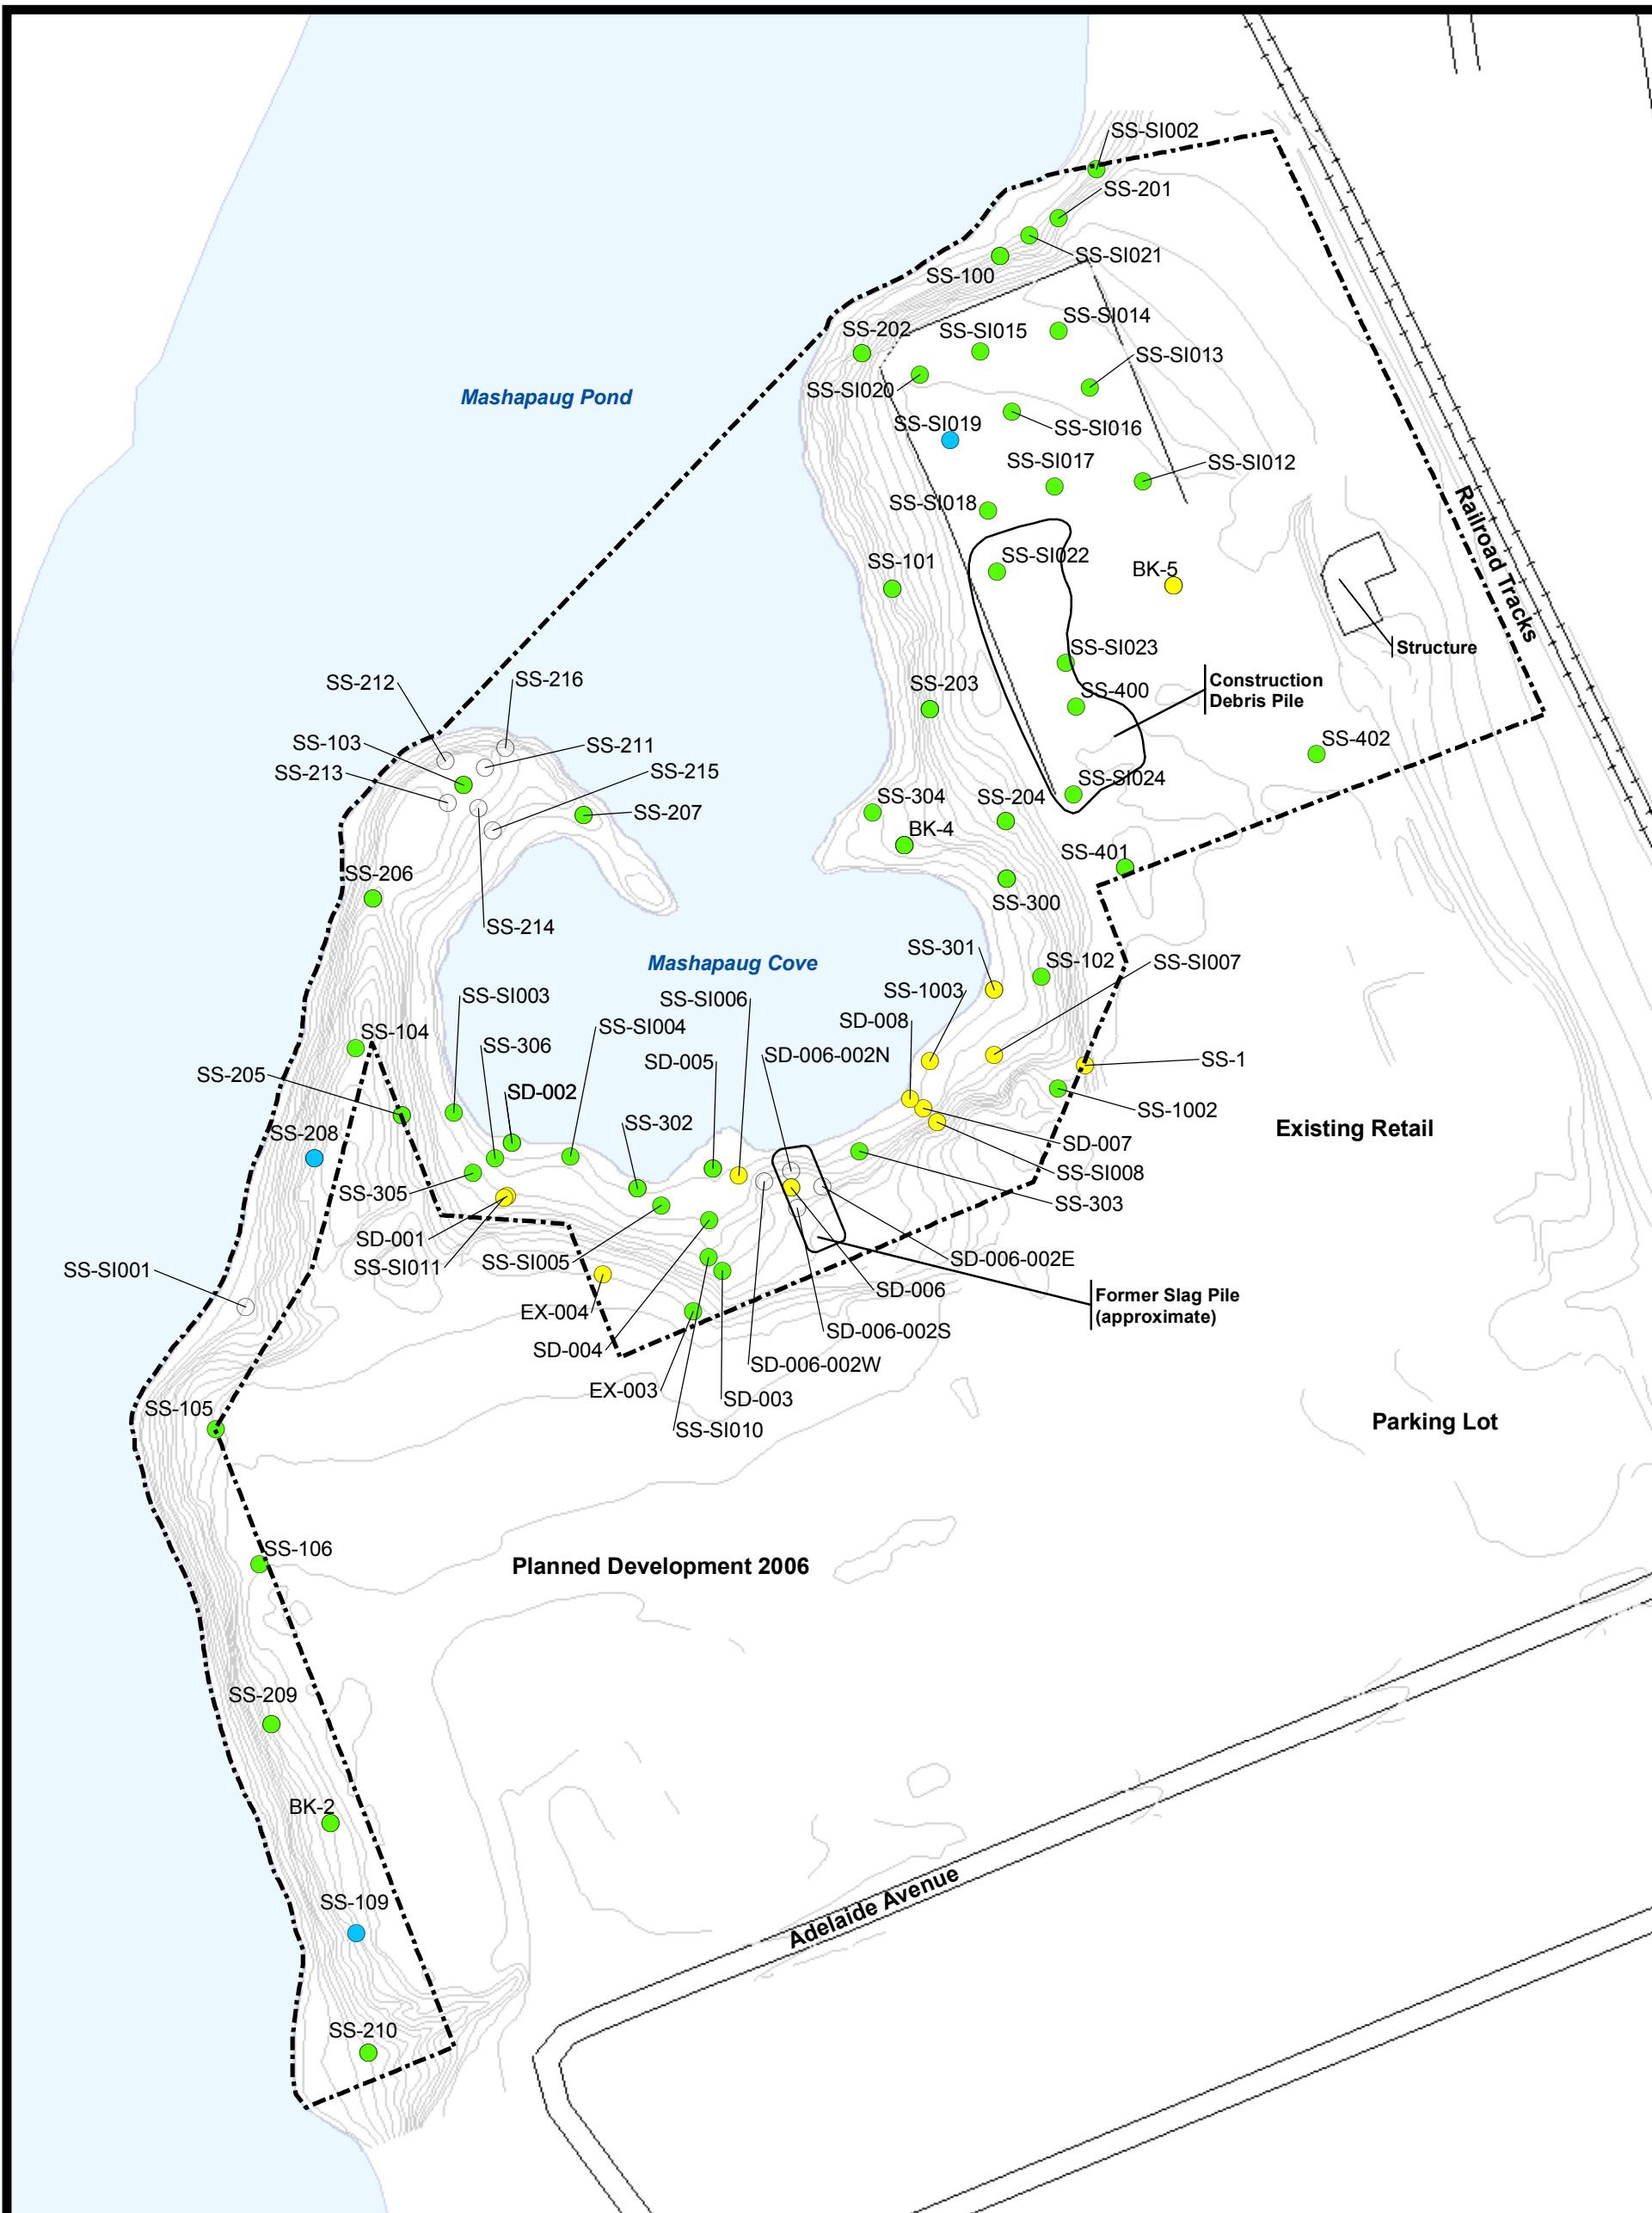 SS-SI002
SS-201
SS-SI021
SS-100
SS-SI014
SS-202
SS-SI015
SS-SI013
SS-SI020
Mashapaug Pond
SS-SI019
SS-SI016
SS-SI017
SS-SI012
SS-SI018
Railroad Tracks
SS-101
SS-SI022
BK-5
Structure
SS-SI023
SS-212
SS-216
SS-203
SS-400
Construction
Debris Pile
SS-103
SS-211
SS-402
SS-213
SS-215
SS-SI024
SS-207
SS-304
SS-204
BK-4
SS-401
SS-206
SS-300
SS-214
SS-301
Mashapaug Cove
SS-102
SS-SI007
SS-1003
SS-SI003
SS-SI006
SD-008
SS-SI004
SS-104
SS-306
SD-005
SD-006-002N
SS-1
SS-205
SD-002
SS-1002
SS-302
Existing Retail
SS-208
SD-007
SS-SI008
SS-305
SS-303
SD-001
SS-SI011
SS-SI005
SD-006-002E
SS-SI001
SD-006
Former Slag Pile
(approximate)
EX-004
SD-006-002S
SD-004
SD-006-002W
EX-003
SD-003
SS-105
SS-SI010
Parking Lot
SS-106
Planned Development 2006
SS-209
BK-2
SS-109
Adelaide Avenue
SS-210